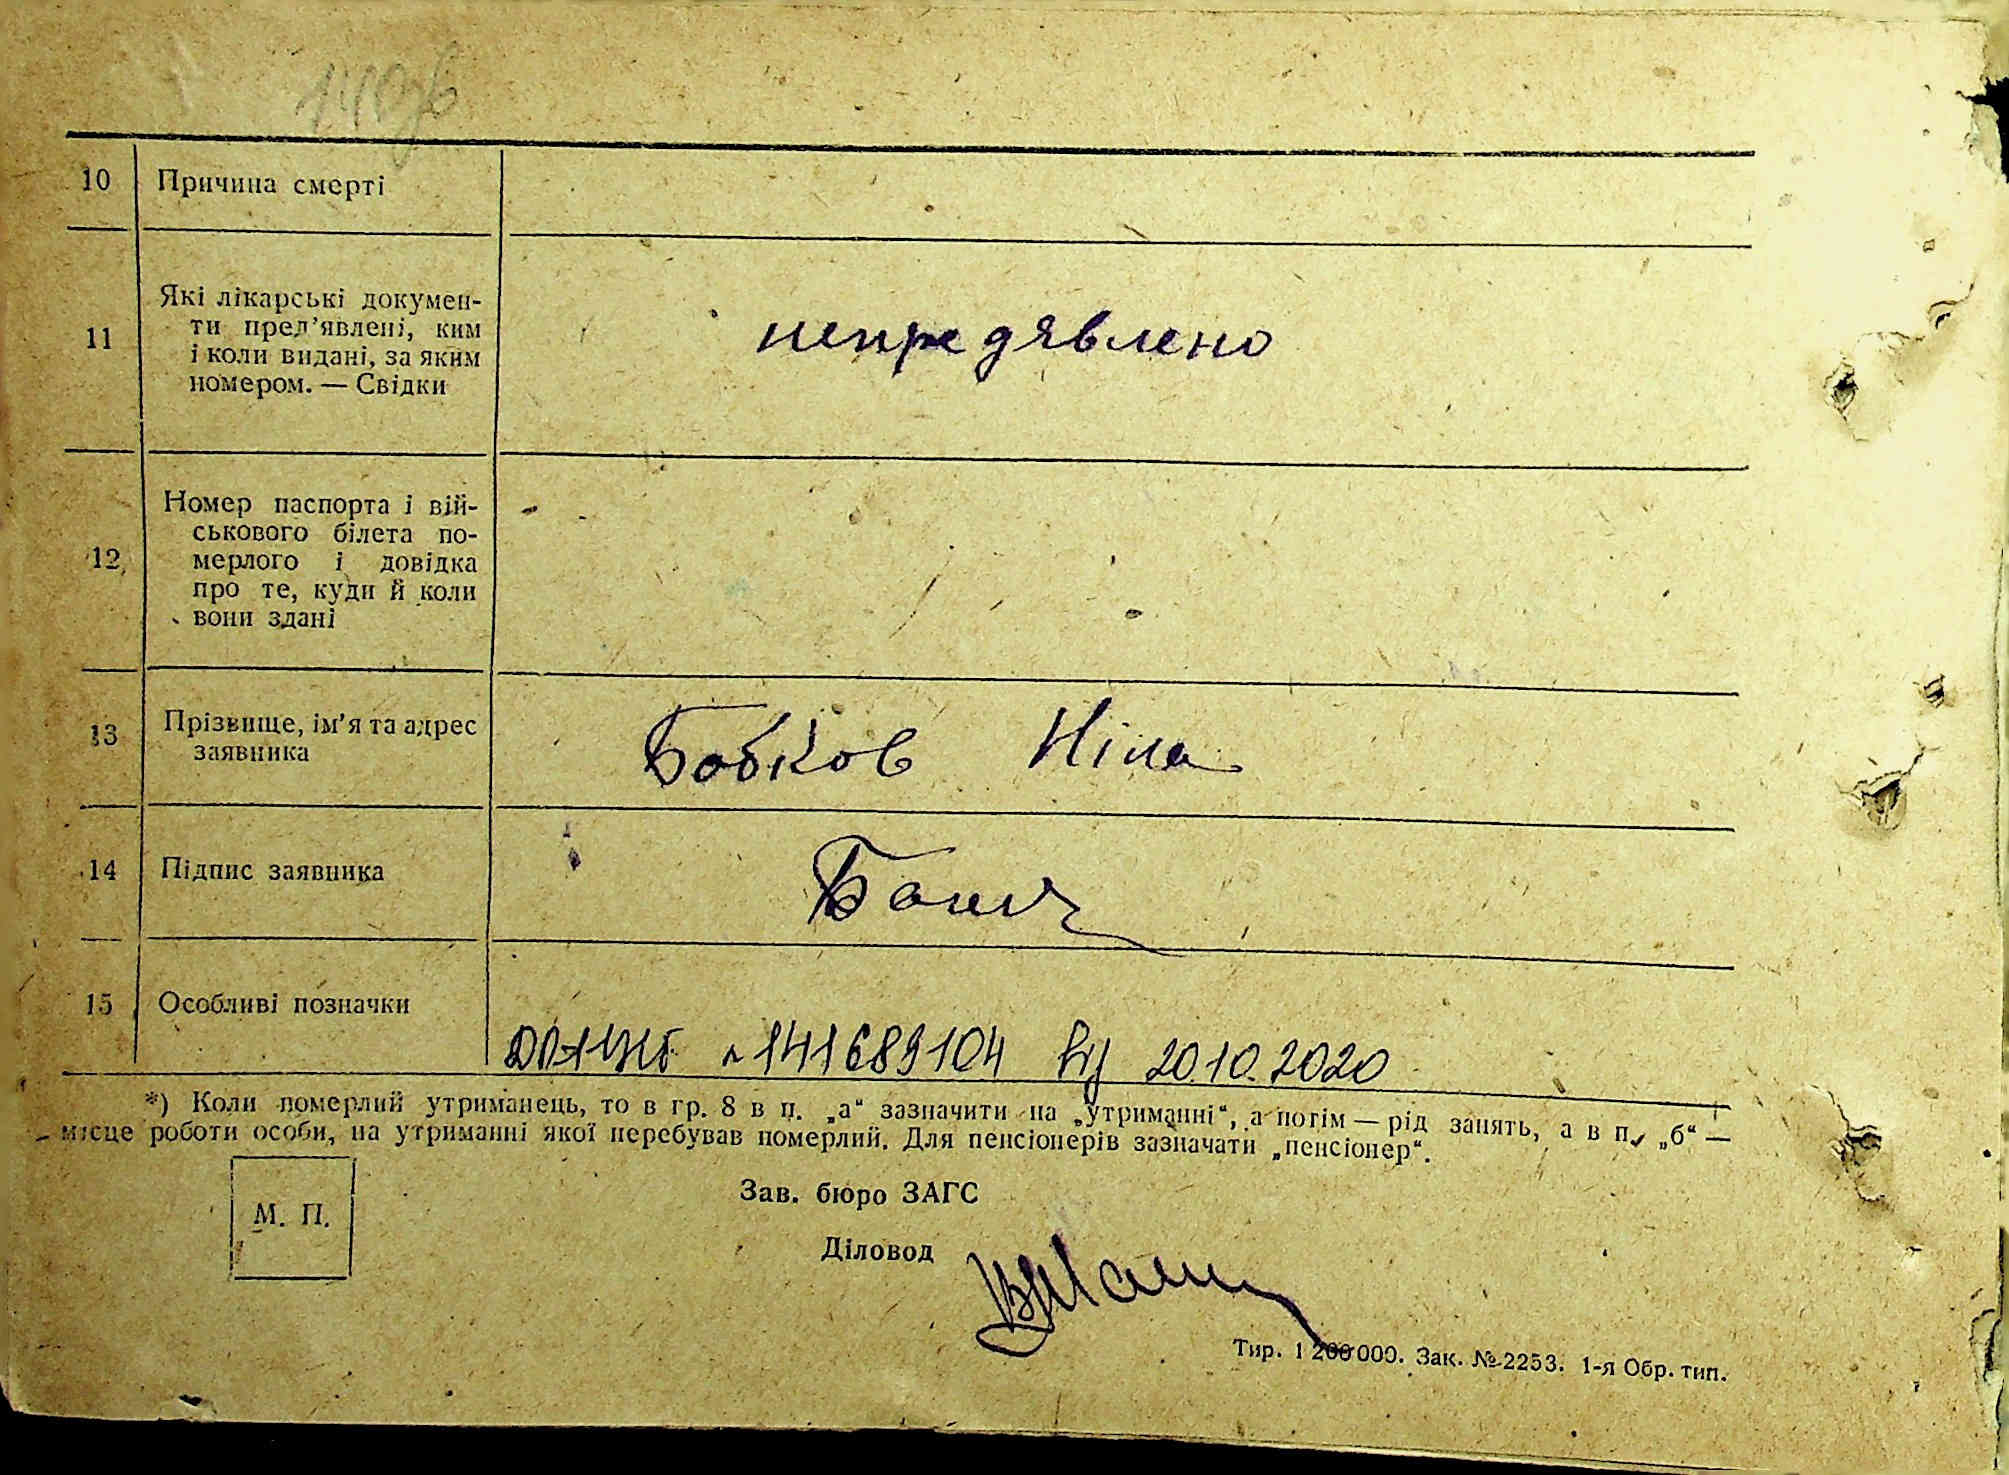 10 Причина смерті
11 Які лікарські докумен-
ти пред’явлені, ким
і коли видані, за яким
номером. — Свідки
непредявлено
12 Номер паспорта і вій-
ськового білета по-
мерлого і довідка
про те, куди й коли
вони здані
13 Прізвище, ім’я та адрес
заявника
Бобков Ніла
14 Підпис заявника
15 Особливі позначки
141689104 від 20.10.2020
*) Коли померлий утриманець, то в гр. 8 в п. „а“ зазначити на „утриманні“, а потім — рід занять, а в п. „б“ —
місце роботи особи, на утриманні якої перебував померлий. Для пенсіонерів зазначати „пенсіонер“.
М. П.
Зав. бюро ЗАГС
Діловод
Тир. 1 200 000. Зак. № 2253. 1-я Обр. тип.